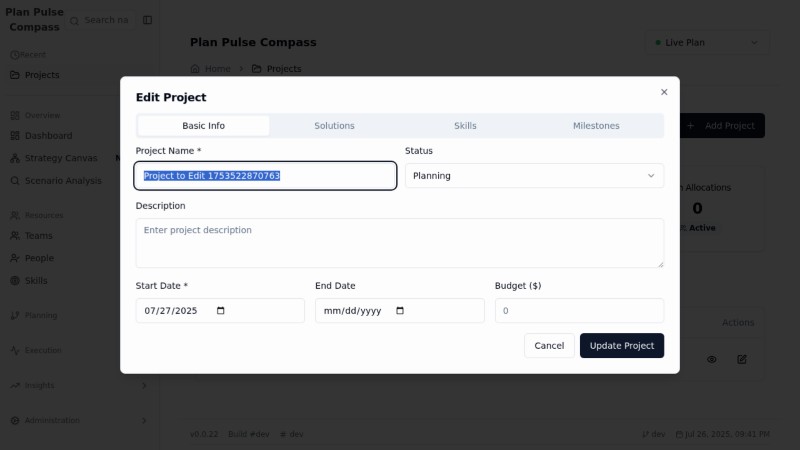 Plan Pulse
Compass
Search na
Recent
Projects
Overview
Dashboard
Strategy Canvas
Scenario Analysis
Resources
Teams
People
Skills
Planning
Execution
Insights
Administration
Plan Pulse Compass
Live Plan
Home
Projects
Add Project
Allocations
0
Active
Actions
Edit Project
Basic Info
Solutions
Skills
Milestones
Project Name *
Status
Project to Edit 1753522870763
Planning
Description
Enter project description
Start Date *
End Date
Budget ($)
07/27/2025
mm/dd/yyyy
0
Cancel
Update Project
v0.0.22
Build #dev
dev
dev
Jul 26, 2025, 09:41 PM